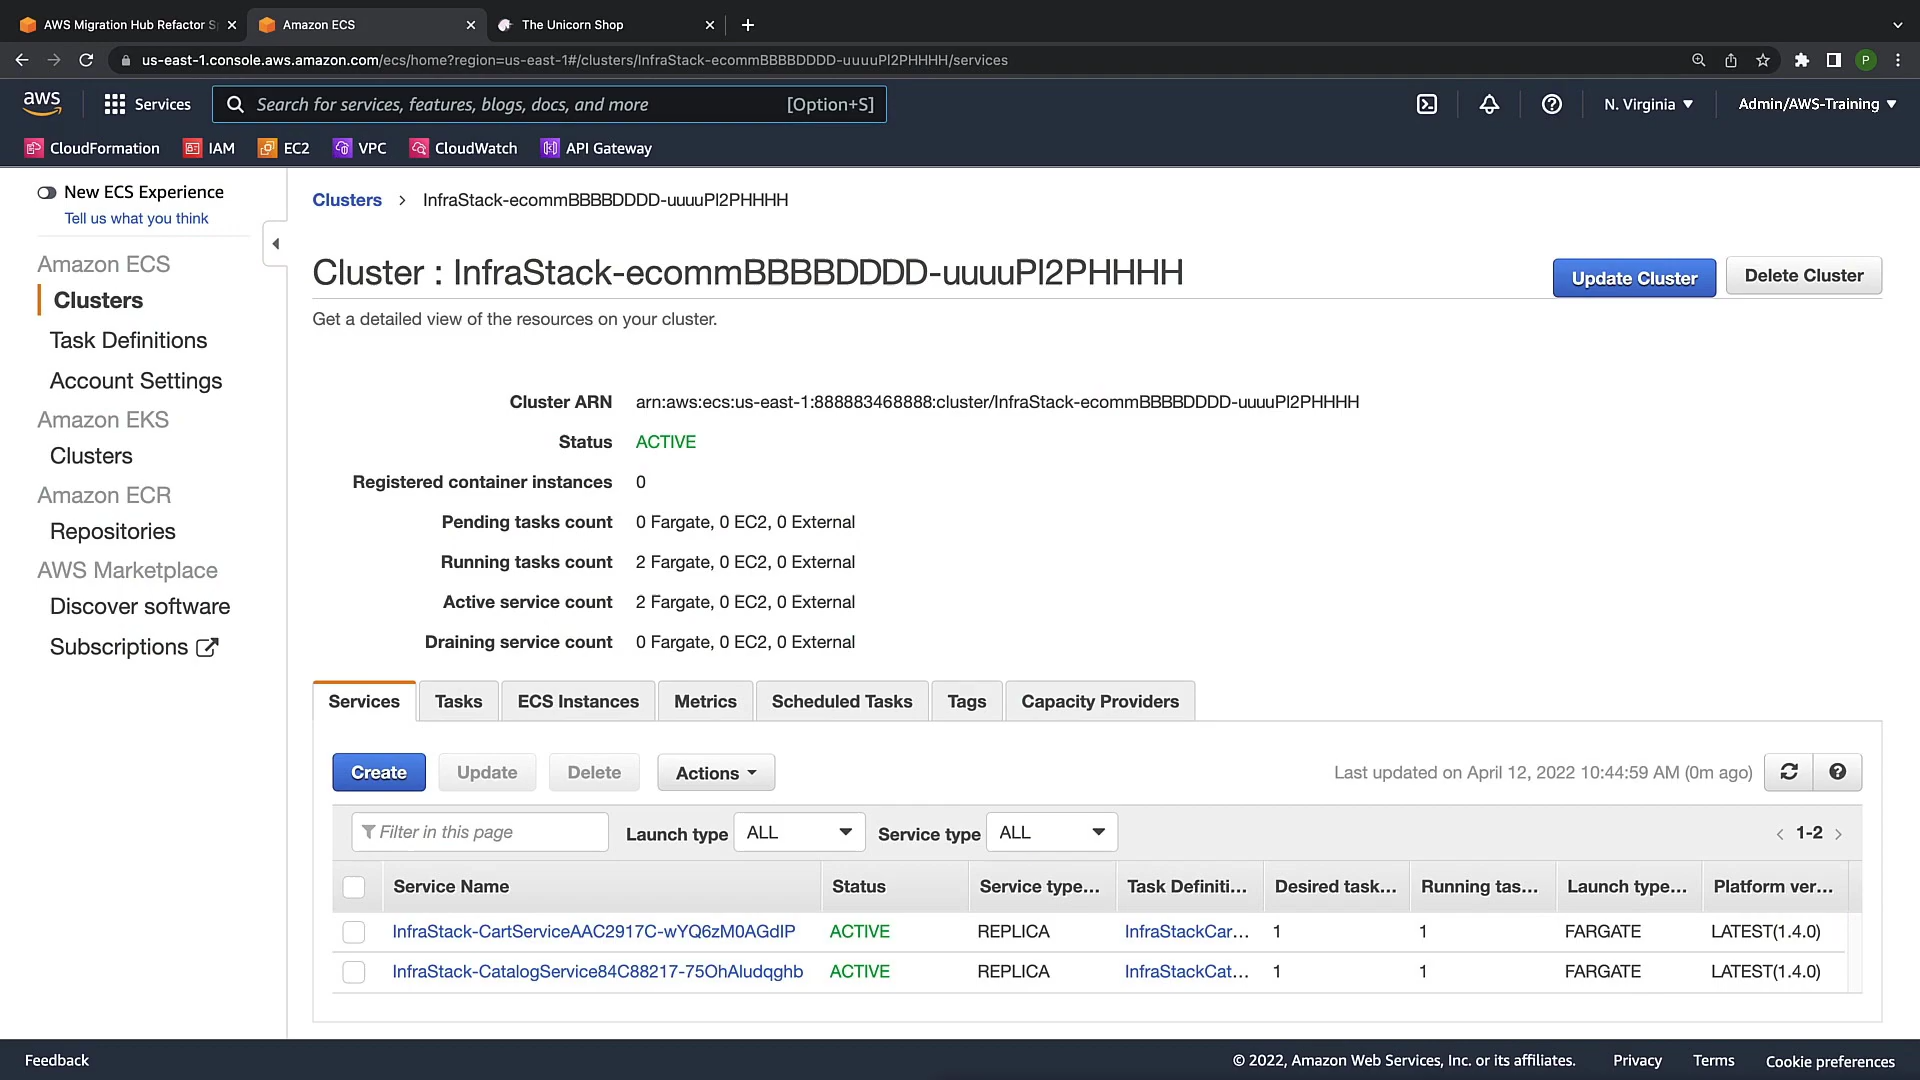 AWS Migration Hub Refactor S
Amazon ECS
The Unicorn Shop
us-east-1.console.aws.amazon.com/ecs/home?region=us-east-1#/clusters/InfraStack-ecommBBBBDDDD-uuuuPl2PHHHH/services
P
aws
Services
Search for services, features, blogs, docs, and more
[Option+S]
N. Virginia
Admin/AWS-Training
CloudFormation
IAM
EC2
VPC
CloudWatch
API Gateway
New ECS Experience
Tell us what you think
Amazon ECS
Clusters
Task Definitions
Account Settings
Amazon EKS
Clusters
Amazon ECR
Repositories
AWS Marketplace
Discover software
Subscriptions
Clusters > InfraStack-ecommBBBBDDDD-uuuuPl2PHHHH
Cluster : InfraStack-ecommBBBBDDDD-uuuuPl2PHHHH
Update Cluster
Delete Cluster
Get a detailed view of the resources on your cluster.
Cluster ARN arn:aws:ecs:us-east-1:888883468888:cluster/InfraStack-ecommBBBBDDDD-uuuuPl2PHHHH
Status ACTIVE
Registered container instances 0
Pending tasks count 0 Fargate, 0 EC2, 0 External
Running tasks count 2 Fargate, 0 EC2, 0 External
Active service count 2 Fargate, 0 EC2, 0 External
Draining service count 0 Fargate, 0 EC2, 0 External
Services Tasks ECS Instances Metrics Scheduled Tasks Tags Capacity Providers
Create Update Delete Actions
Last updated on April 12, 2022 10:44:59 AM (0m ago)
Filter in this page Launch type ALL Service type ALL < 1-2 >
Service Name Status Service type... Task Definiti... Desired task... Running tas... Launch type... Platform ver...
InfraStack-CartServiceAAC2917C-wYQ6zM0AGdIP ACTIVE REPLICA InfraStackCar... 1 1 FARGATE LATEST(1.4.0)
InfraStack-CatalogService84C88217-75OhAludqghb ACTIVE REPLICA InfraStackCat... 1 1 FARGATE LATEST(1.4.0)
Feedback
© 2022, Amazon Web Services, Inc. or its affiliates. Privacy Terms Cookie preferences